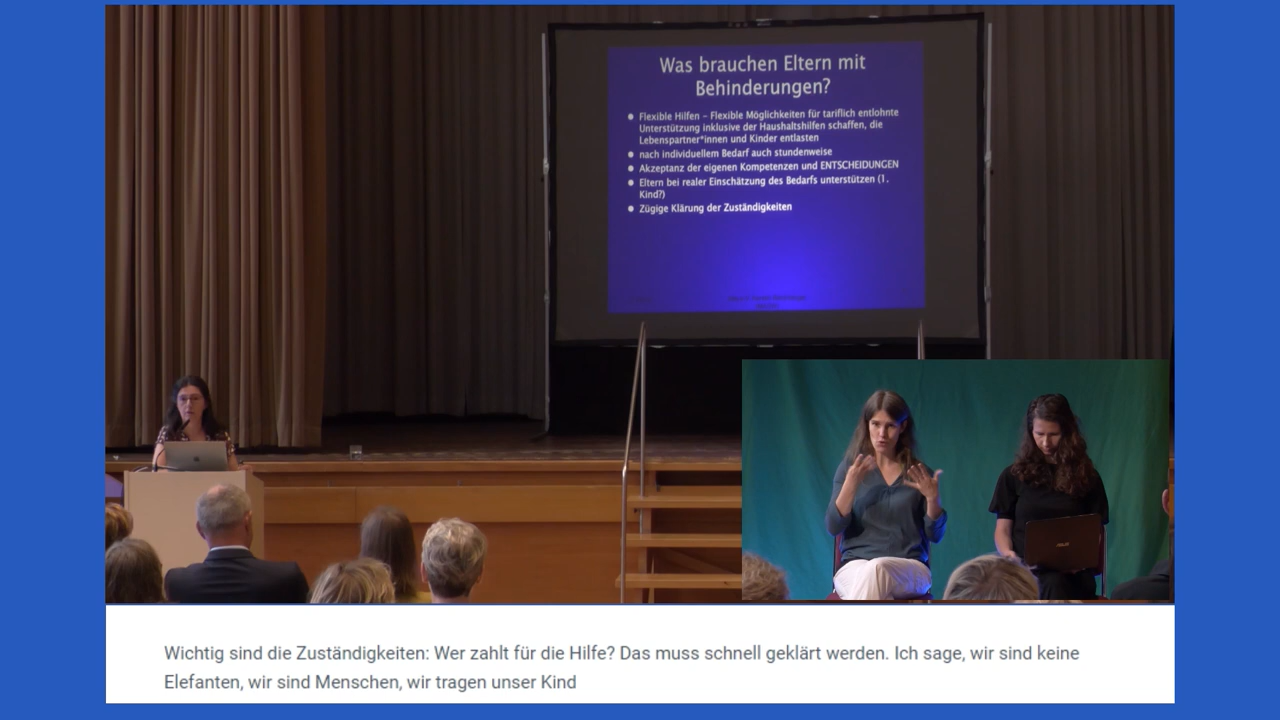 Was brauchen Eltern mit
Behinderungen?
● Flexible Hilfen – Flexible Möglichkeiten für tariflich entlohnte
Unterstützung inklusive der Haushaltshilfen schaffen, die
Lebenspartner*innen und Kinder entlasten
● nach individuellem Bedarf auch stundenweise
● Akzeptanz der eigenen Kompetenzen und ENTSCHEIDUNGEN
● Eltern bei realer Einschätzung des Bedarfs unterstützen (1.
Kind?)
● Zügige Klärung der Zuständigkeiten
Wichtig sind die Zuständigkeiten: Wer zahlt für die Hilfe? Das muss schnell geklärt werden. Ich sage, wir sind keine
Elefanten, wir sind Menschen, wir tragen unser Kind